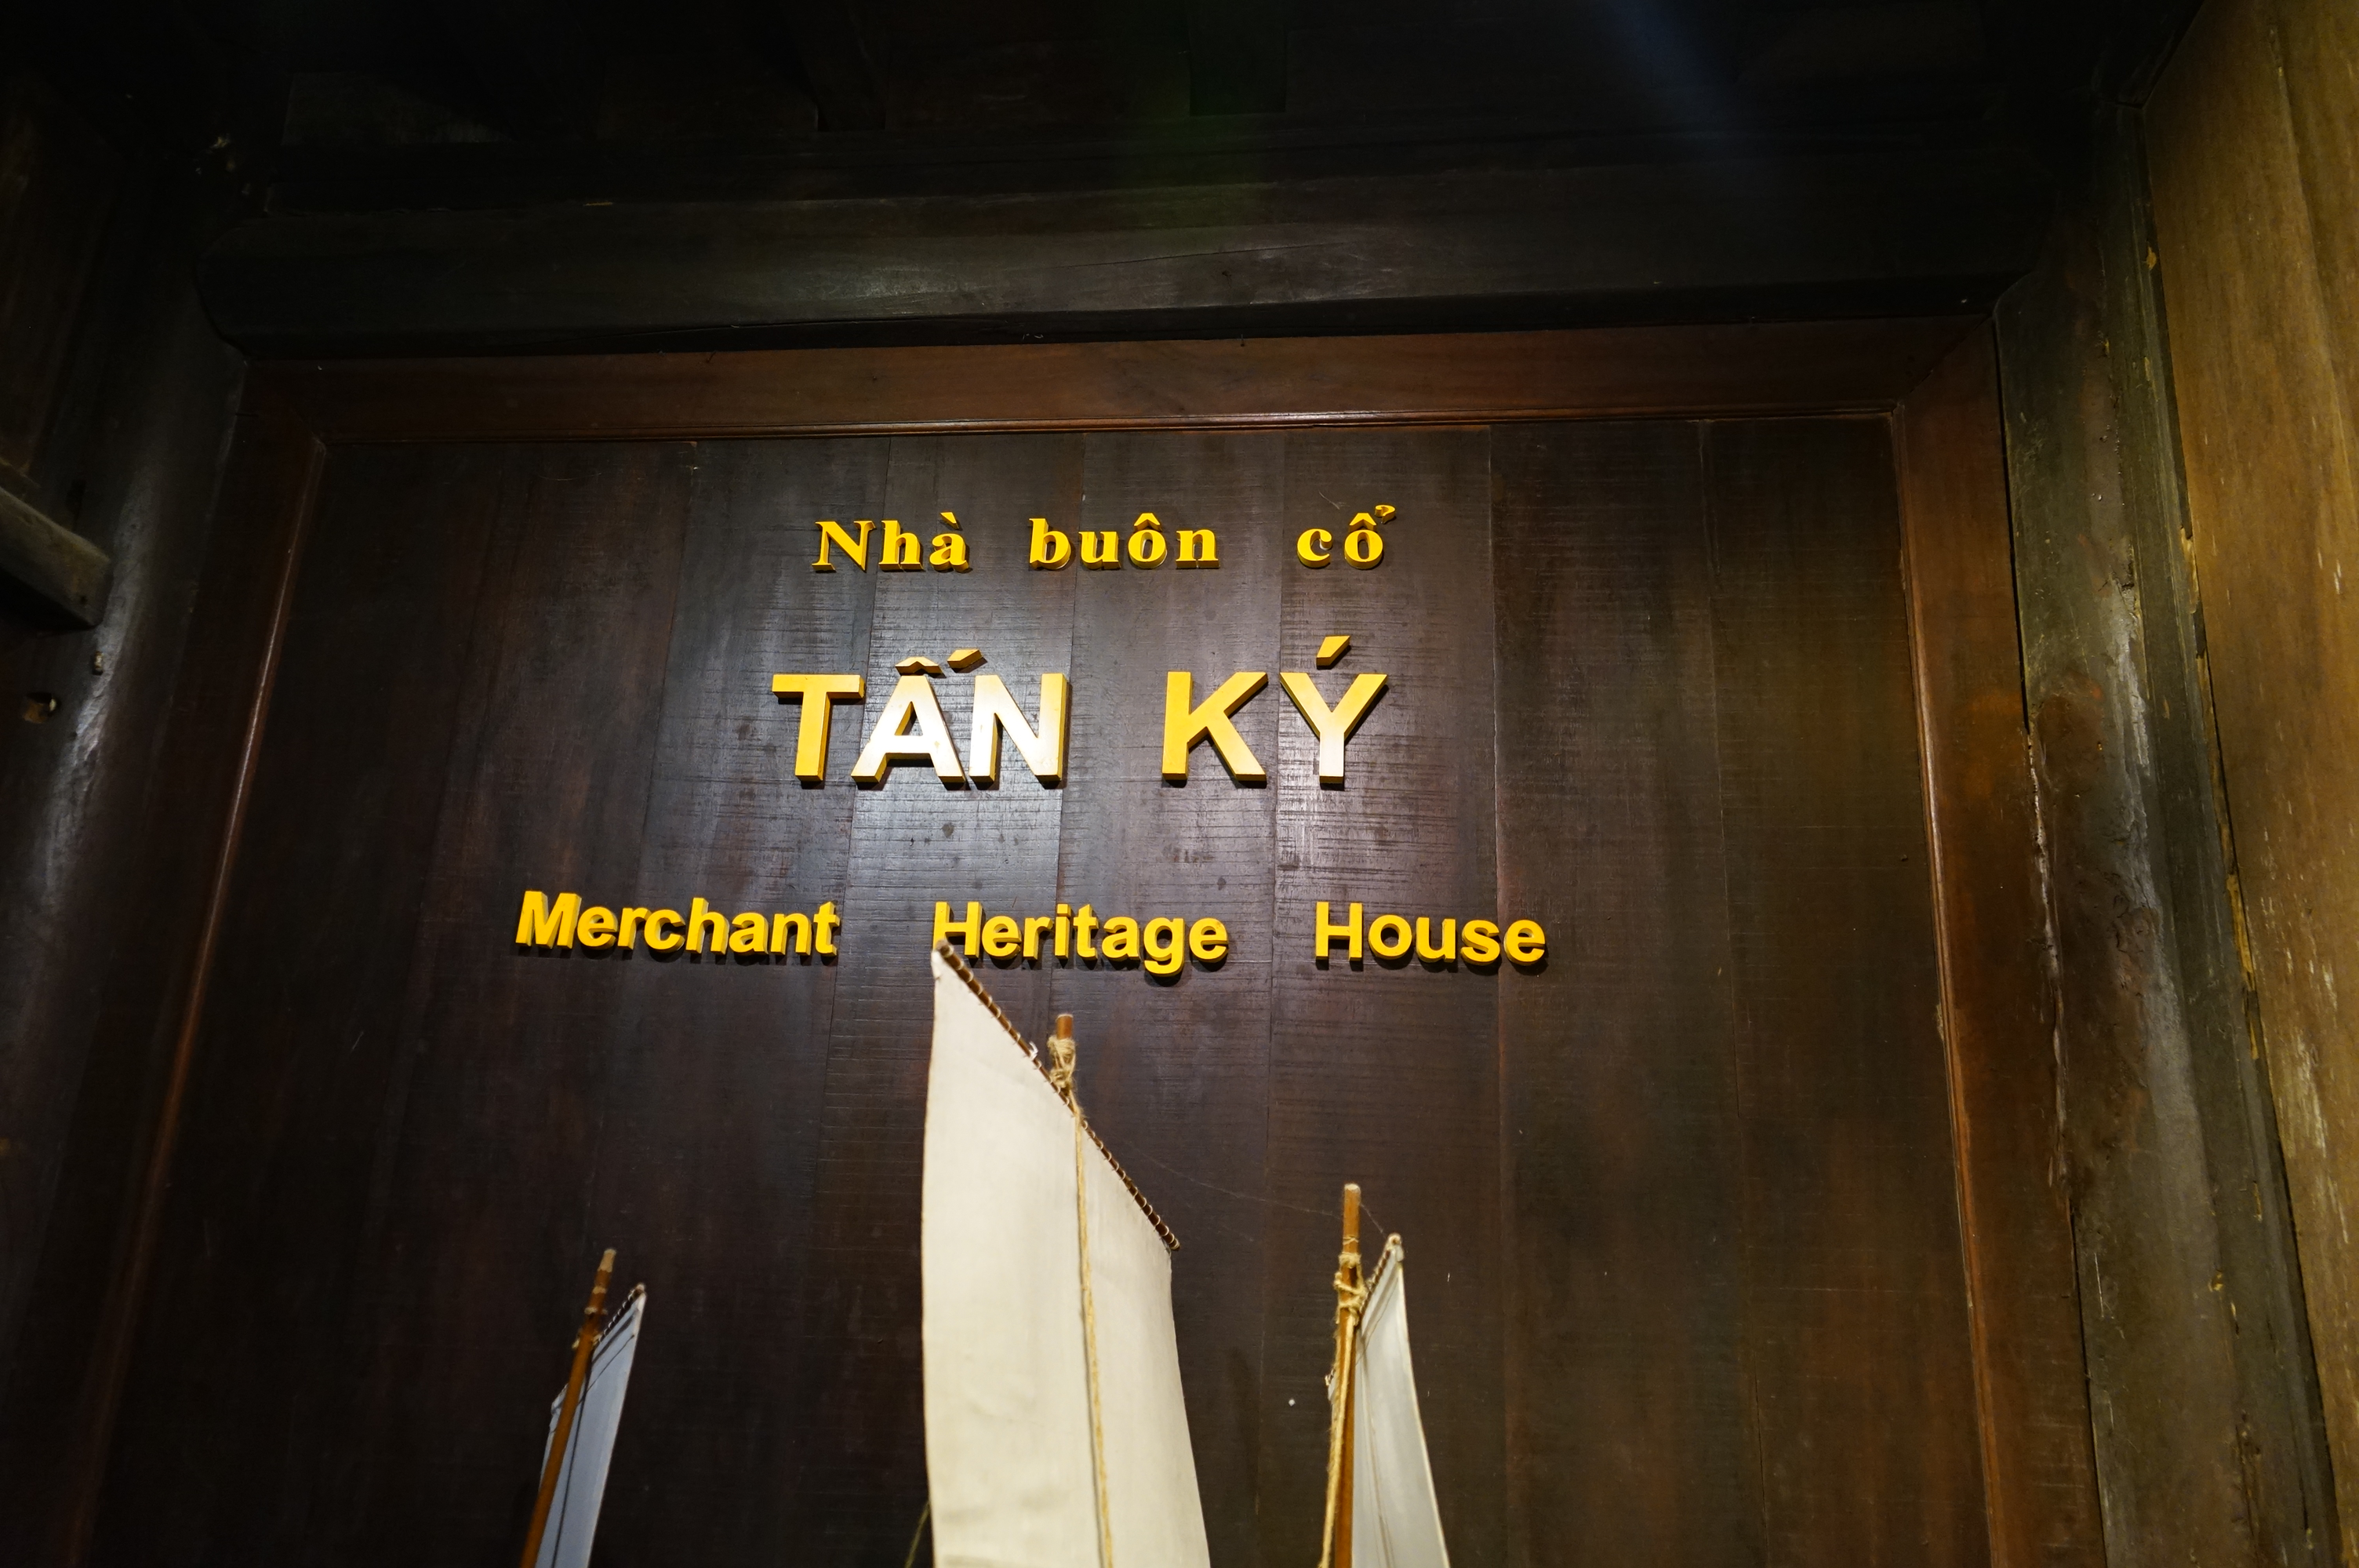 Nhà buôn cổ
TẤN KÝ
Merchant Heritage House